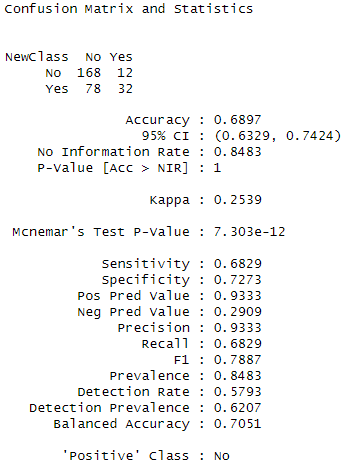 Confusion Matrix and Statistics
NewClass No Yes
No 168 12
Yes 78 32
Accuracy : 0.6897
95% CI : (0.6329, 0.7424)
No Information Rate : 0.8483
P-Value [Acc > NIR] : 1
Kappa : 0.2539
Mcnemar's Test P-Value : 7.303e-12
Sensitivity : 0.6829
Specificity : 0.7273
Pos Pred Value : 0.9333
Neg Pred Value : 0.2909
Precision : 0.9333
Recall : 0.6829
F1 : 0.7887
Prevalence : 0.8483
Detection Rate : 0.5793
Detection Prevalence : 0.6207
Balanced Accuracy : 0.7051
'Positive' Class : No